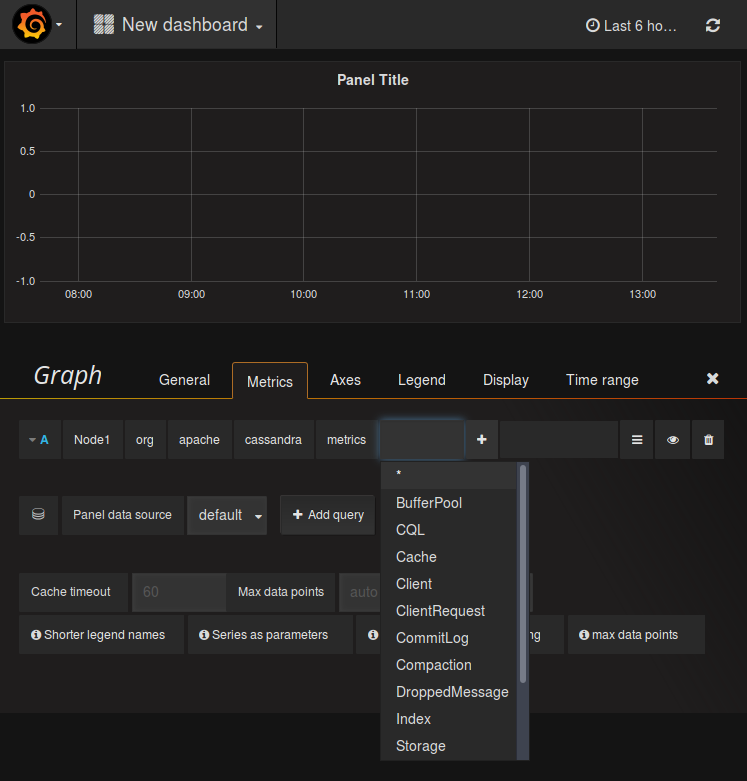 New dashboard Last 6 ho...
Panel Title
1.0
0.5
0
-0.5
-1.0
08:00 09:00 10:00 11:00 12:00 13:00
Graph General Metrics Axes Legend Display Time range
A Node1 org apache cassandra metrics
*
BufferPool
Panel data source default Add query
CQL
Cache
Client
Cache timeout 60 Max data points auto
ClientRequest
Shorter legend names Series as parameters ng max data points
CommitLog
Compaction
DroppedMessage
Index
Storage